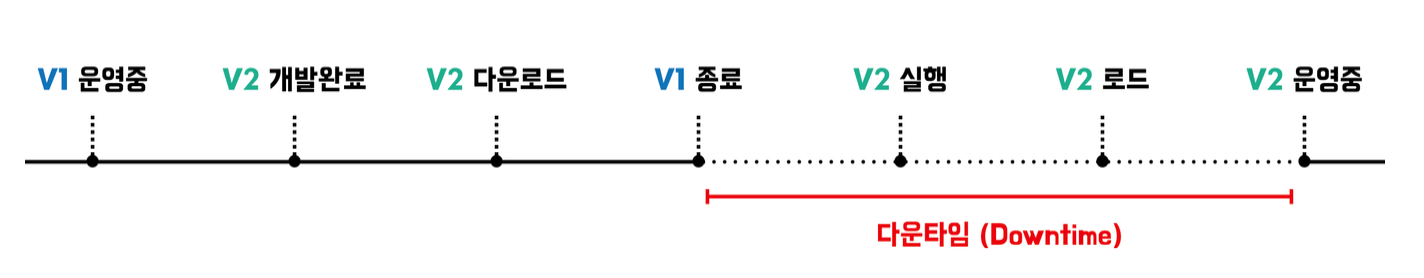 V1 운영중
V2 개발완료
V2 다운로드
V1 종료
V2 실행
V2 로드
V2 운영중
다운타임 (Downtime)